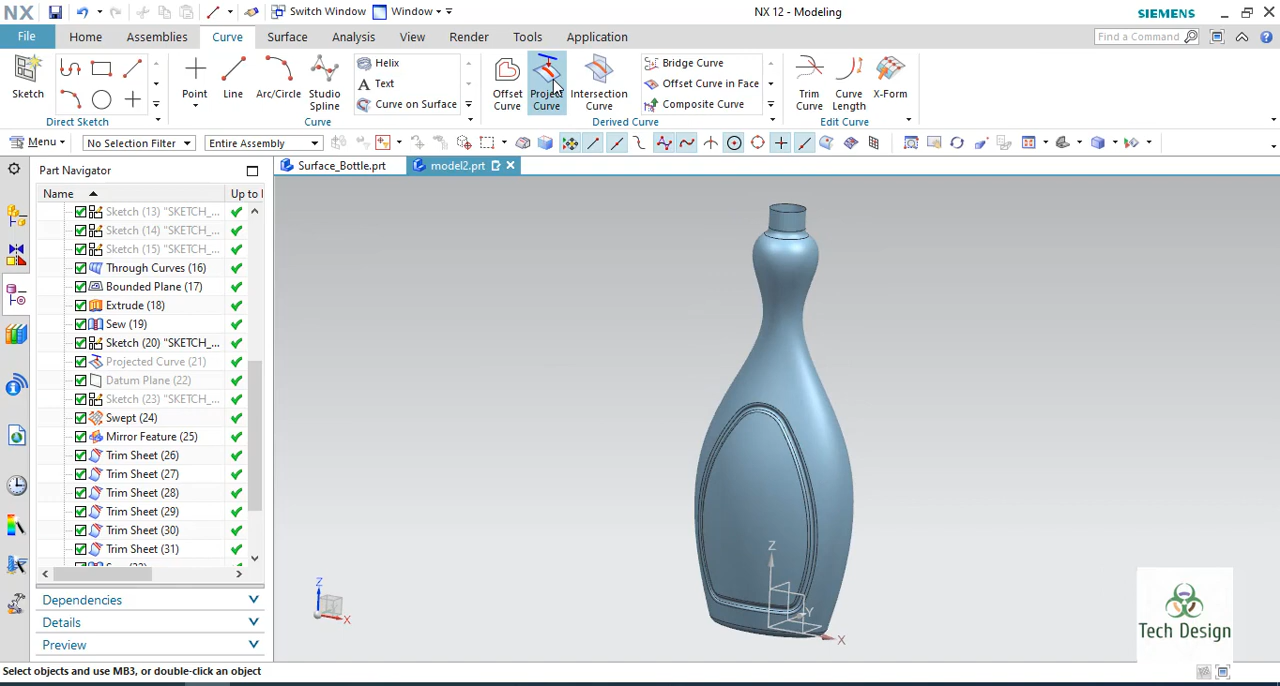 NX
Switch Window
Window
NX 12 - Modeling
SIEMENS
File
Home
Assemblies
Curve
Surface
Analysis
View
Render
Tools
Application
Find a Command
Sketch
Direct Sketch
Point
Line
Arc/Circle
Studio Spline
Helix
Text
Curve on Surface
Curve
Offset Curve
Project Curve
Intersection Curve
Bridge Curve
Offset Curve in Face
Composite Curve
Derived Curve
Trim Curve
Curve Length
X-Form
Edit Curve
Menu
No Selection Filter
Entire Assembly
Part Navigator
Surface_Bottle.prt
model2.prt
Name
Up to
Sketch (13) "SKETCH_...
Sketch (14) "SKETCH_...
Sketch (15) "SKETCH_...
Through Curves (16)
Bounded Plane (17)
Extrude (18)
Sew (19)
Sketch (20) "SKETCH_...
Projected Curve (21)
Datum Plane (22)
Sketch (23) "SKETCH_...
Swept (24)
Mirror Feature (25)
Trim Sheet (26)
Trim Sheet (27)
Trim Sheet (28)
Trim Sheet (29)
Trim Sheet (30)
Trim Sheet (31)
Dependencies
Details
Preview
Z
X
Z
Y
X
Tech Design
Select objects and use MB3, or double-click an object